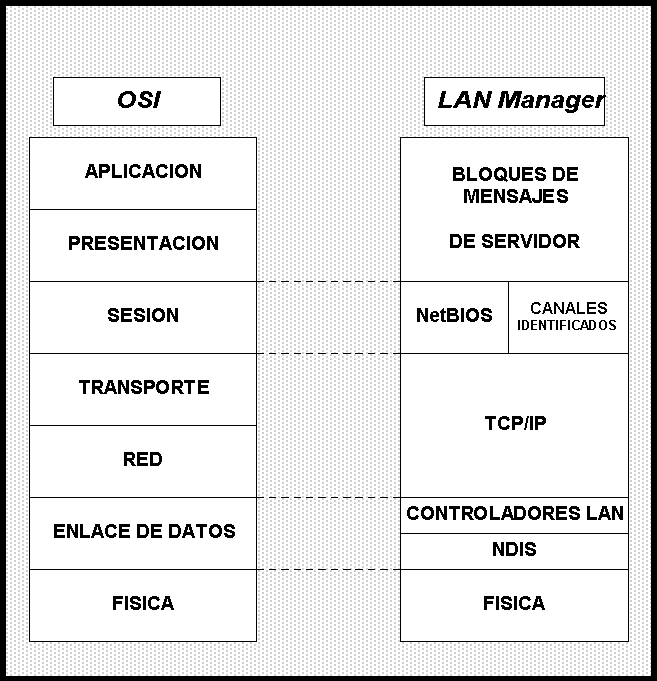 OSI
APLICACION
PRESENTACION
SESION
TRANSPORTE
RED
ENLACE DE DATOS
FISICA
LAN Manager
BLOQUES DE
MENSAJES
DE SERVIDOR
NetBIOS
CANALES
IDENTIFICADOS
TCP/IP
CONTROLADORES LAN
NDIS
FISICA